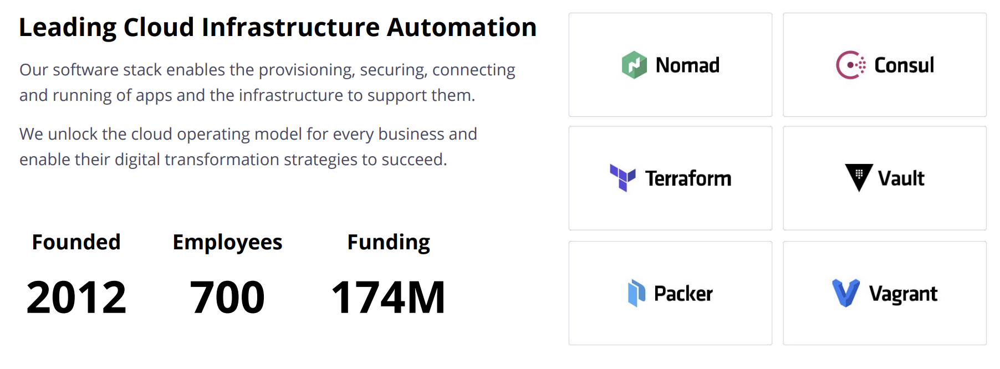 Leading Cloud Infrastructure Automation
Our software stack enables the provisioning, securing, connecting
and running of apps and the infrastructure to support them.
We unlock the cloud operating model for every business and
enable their digital transformation strategies to succeed.
Founded
2012
Employees
700
Funding
174M
Nomad
Consul
Terraform
Vault
Packer
Vagrant